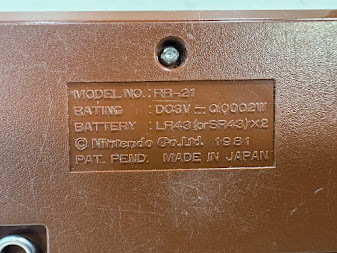 MODEL NO. : RB-21
RATING : DC3V ⎓ 0.0002W
BATTERY : LR43 (or SR43)×2
© Nintendo Co., Ltd. 1981
PAT. PEND. MADE IN JAPAN